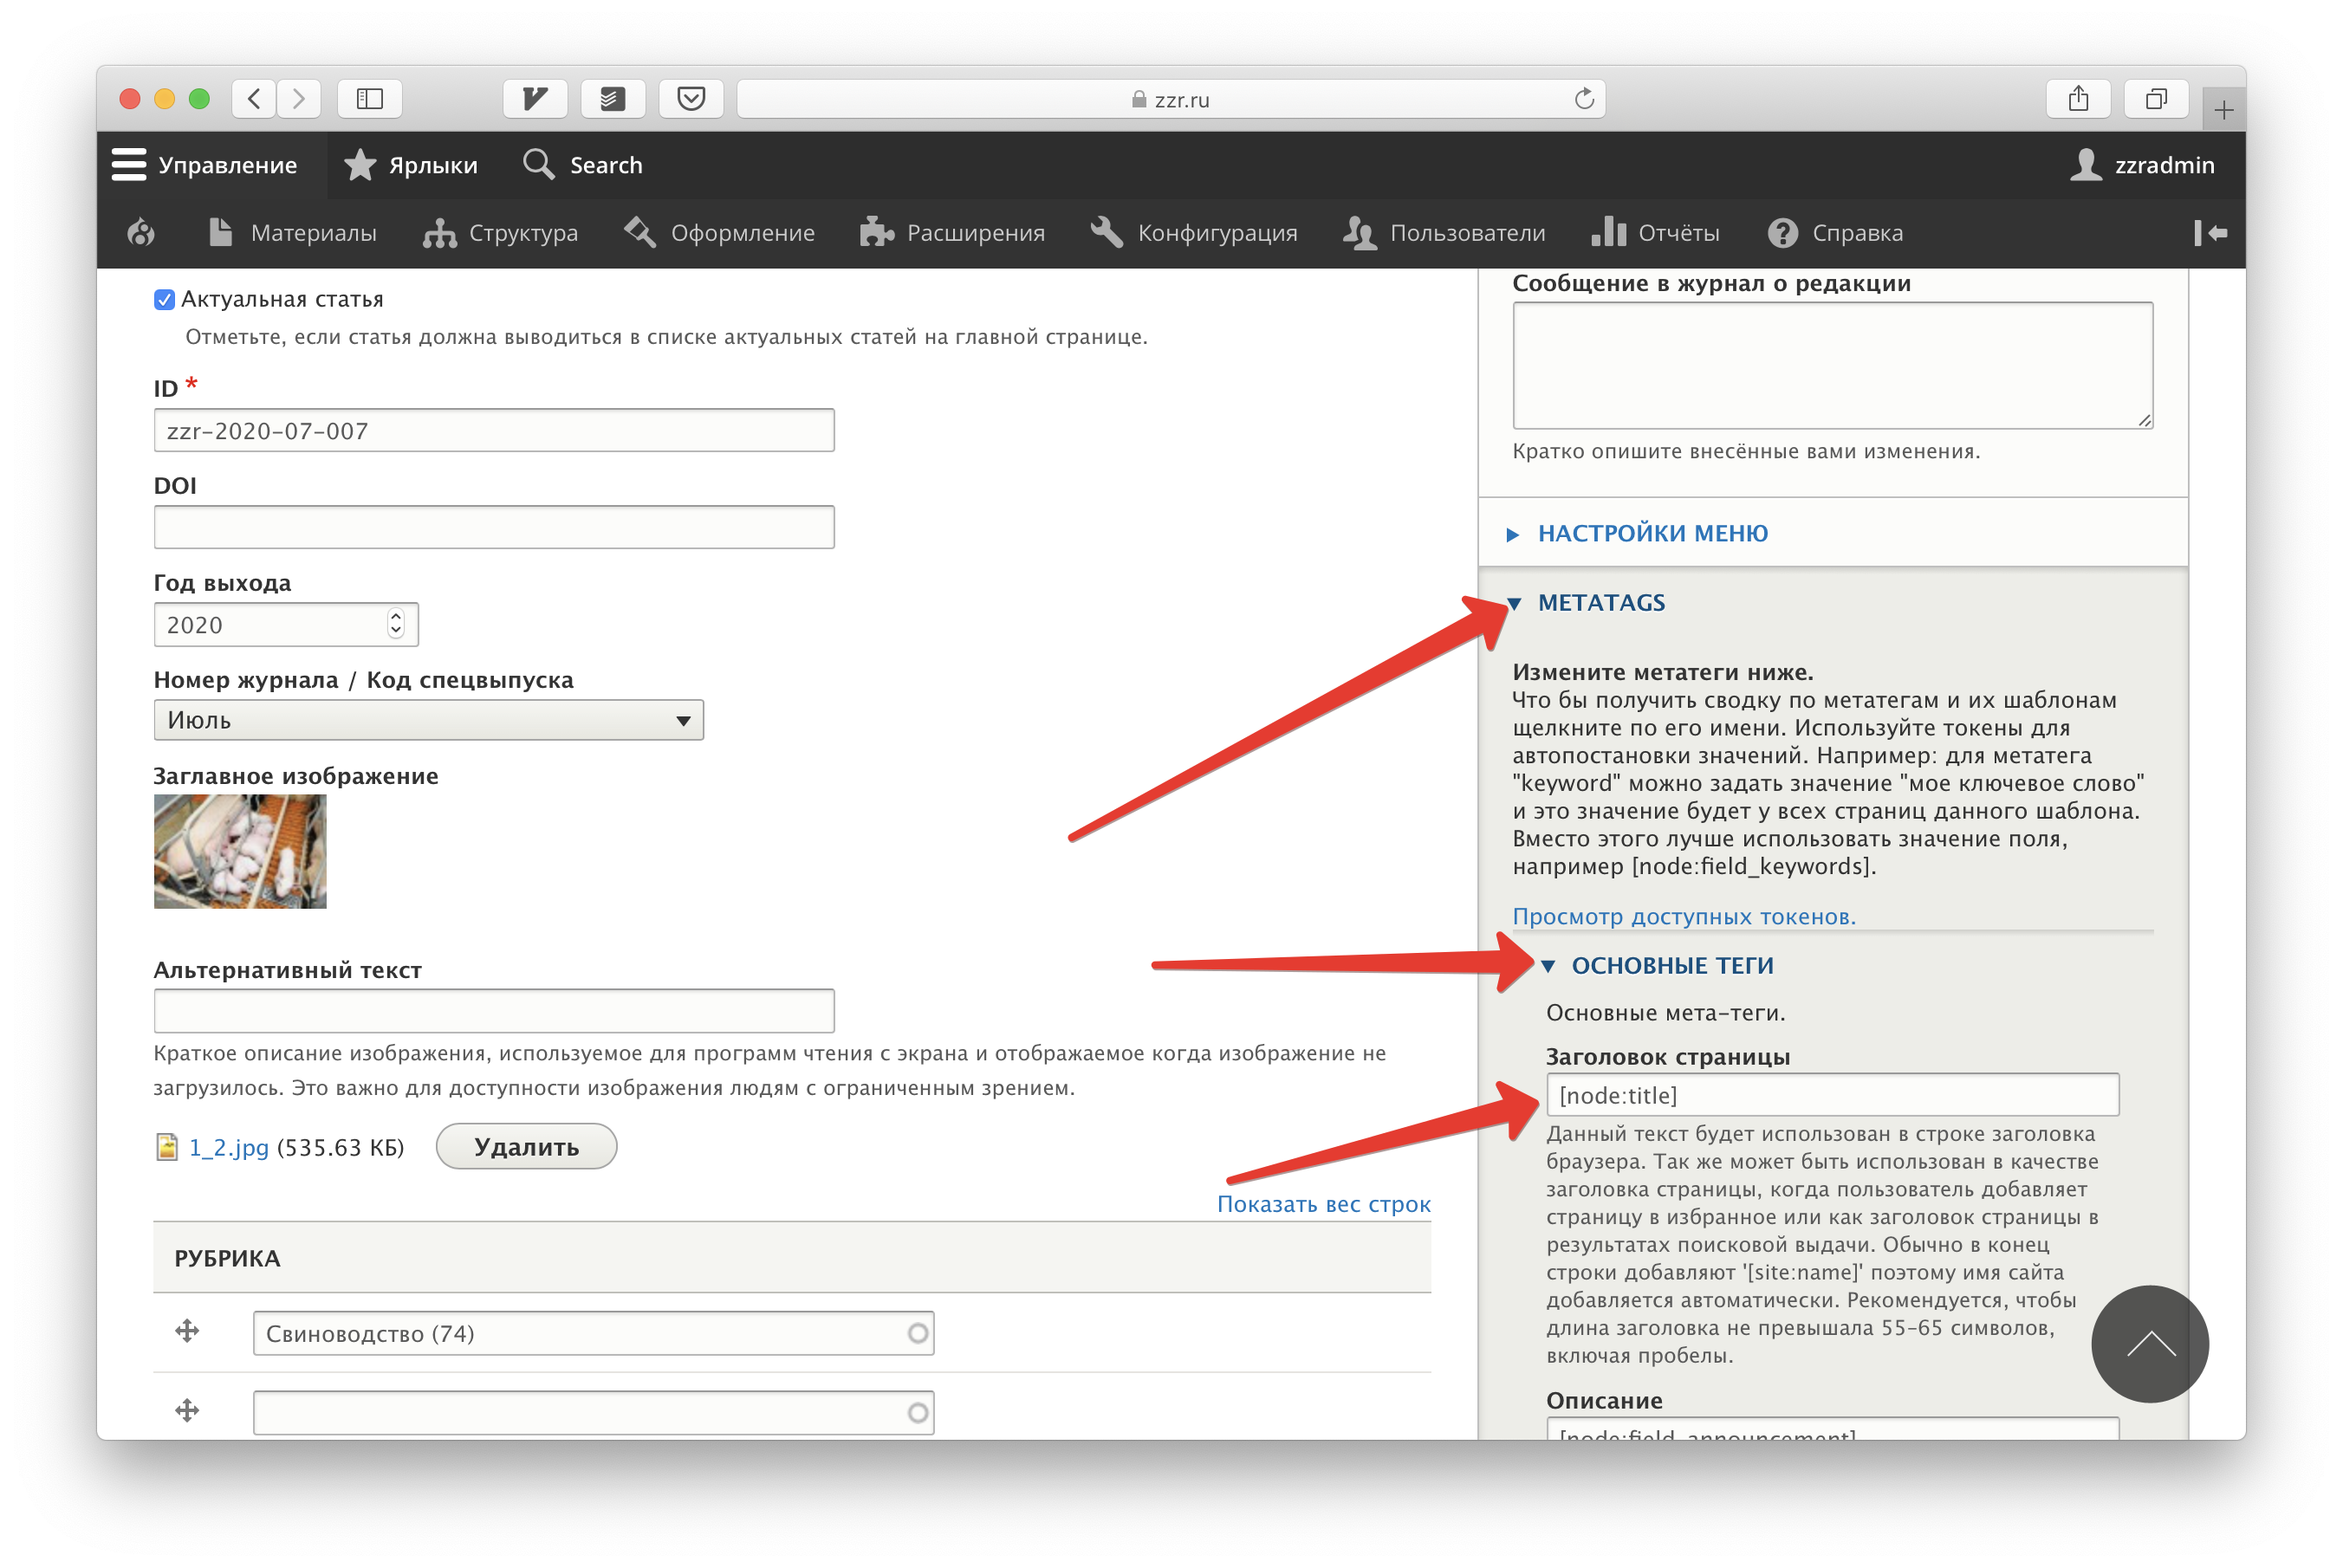 zzr.ru
Управление
Ярлыки
Search
zzradmin
Материалы
Структура
Оформление
Расширения
Конфигурация
Пользователи
Отчёты
Справка
Актуальная статья
Отметьте, если статья должна выводиться в списке актуальных статей на главной странице.
ID *
zzr-2020-07-007
DOI
Год выхода
2020
Номер журнала / Код спецвыпуска
Июль
Заглавное изображение
Альтернативный текст
Краткое описание изображения, используемое для программ чтения с экрана и отображаемое когда изображение не
загрузилось. Это важно для доступности изображения людям с ограниченным зрением.
1_2.jpg (535.63 КБ)
Удалить
Показать вес строк
РУБРИКА
Свиноводство (74)
Сообщение в журнал о редакции
Кратко опишите внесённые вами изменения.
НАСТРОЙКИ МЕНЮ
METATAGS
Измените метатеги ниже.
Что бы получить сводку по метатегам и их шаблонам
щелкните по его имени. Используйте токены для
автопостановки значений. Например: для метатега
"keyword" можно задать значение "мое ключевое слово"
и это значение будет у всех страниц данного шаблона.
Вместо этого лучше использовать значение поля,
например [node:field_keywords].
Просмотр доступных токенов.
ОСНОВНЫЕ ТЕГИ
Основные мета-теги.
Заголовок страницы
[node:title]
Данный текст будет использован в строке заголовка
браузера. Так же может быть использован в качестве
заголовка страницы, когда пользователь добавляет
страницу в избранное или как заголовок страницы в
результатах поисковой выдачи. Обычно в конец
строки добавляют '[site:name]' поэтому имя сайта
добавляется автоматически. Рекомендуется, чтобы
длина заголовка не превышала 55-65 символов,
включая пробелы.
Описание
[node:field_announcement]